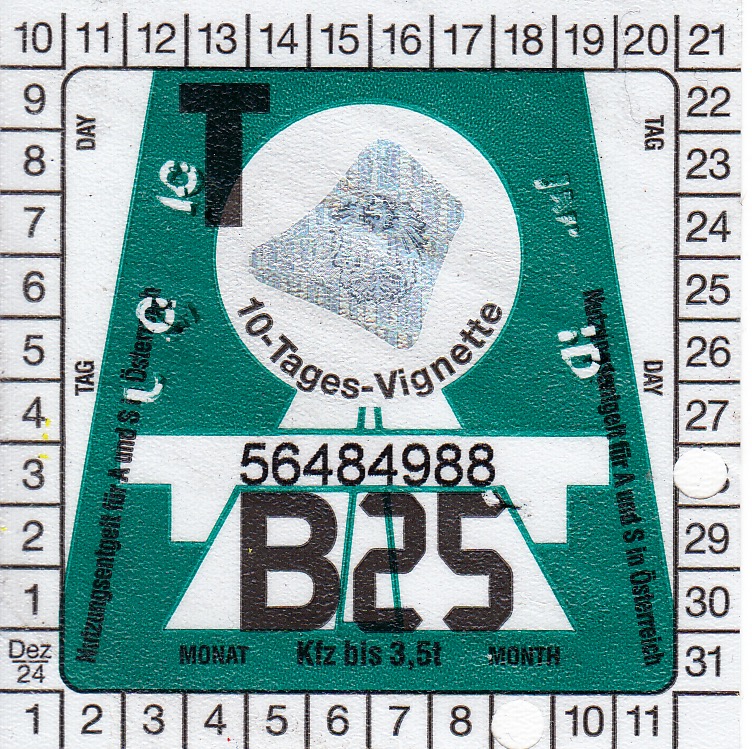 10 11 12 13 14 15 16 17 18 19 20 21
9
8
7
6
5
4
3
2
1
Dez
24
22
23
24
25
26
27
29
30
31
1 2 3 4 5 6 7 8 10 11
DAY
TAG
TAG
DAY
T
10-Tages-Vignette
56484988
B25
MONAT Kfz bis 3,5t MONTH
Nutzungsentgelt für A und S in Österreich
Nutzungsentgelt für A und S in Österreich